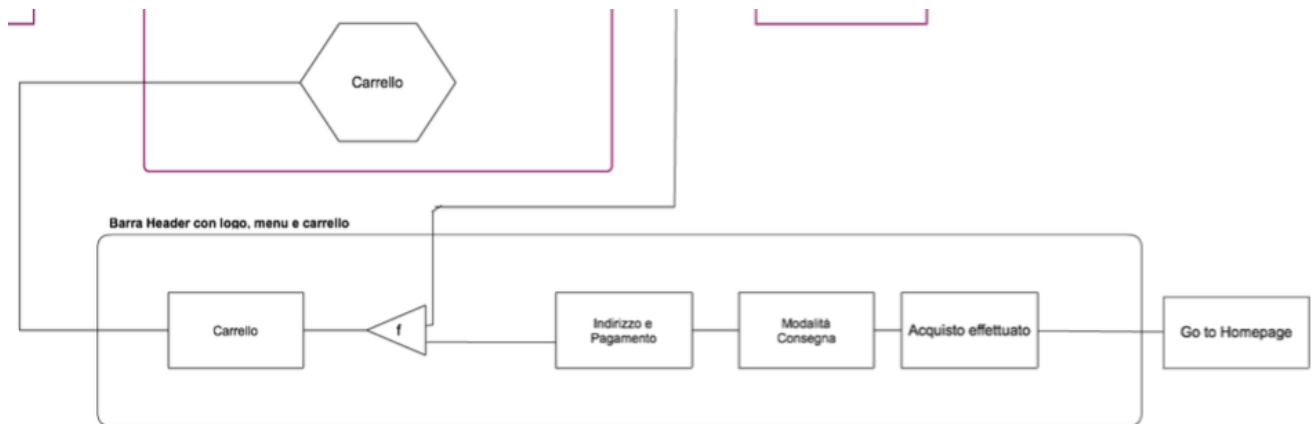 Carrello
Barra Header con logo, menu e carrello
Carrello
f
Indirizzo e
Pagamento
Modalità
Consegna
Acquisto effettuato
Go to Homepage